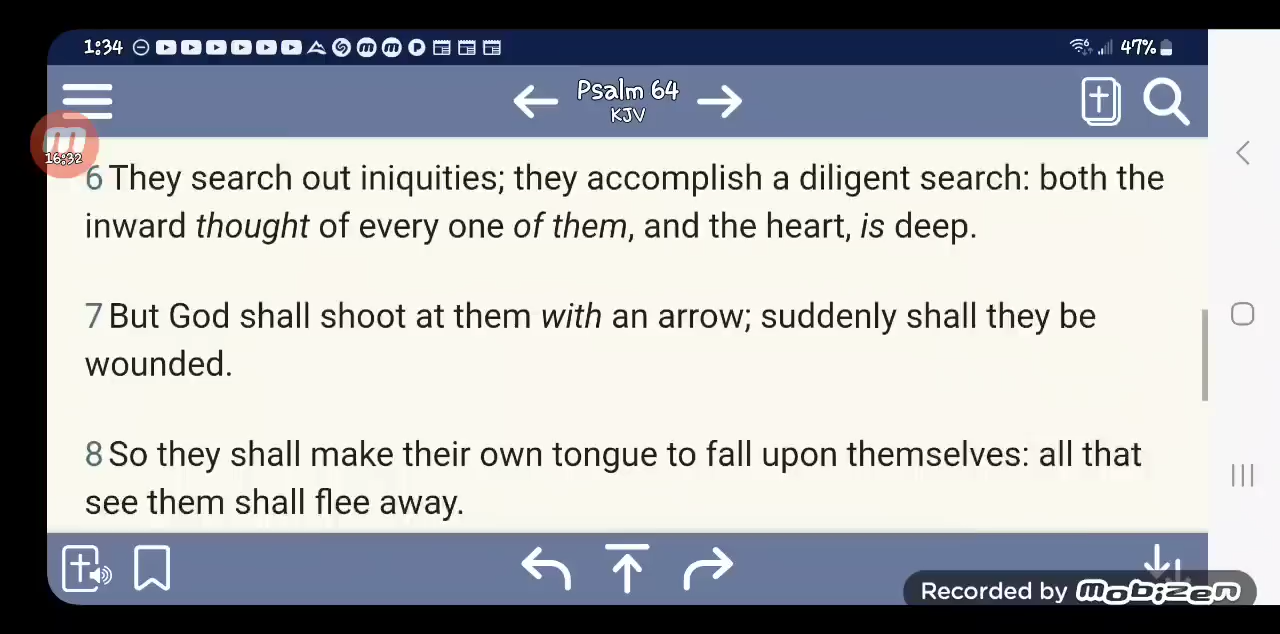 1:34
47%
Psalm 64
KJV
m
16:32
6 They search out iniquities; they accomplish a diligent search: both the
inward thought of every one of them, and the heart, is deep.
7 But God shall shoot at them with an arrow; suddenly shall they be
wounded.
8 So they shall make their own tongue to fall upon themselves: all that
see them shall flee away.
Recorded by Mobizen